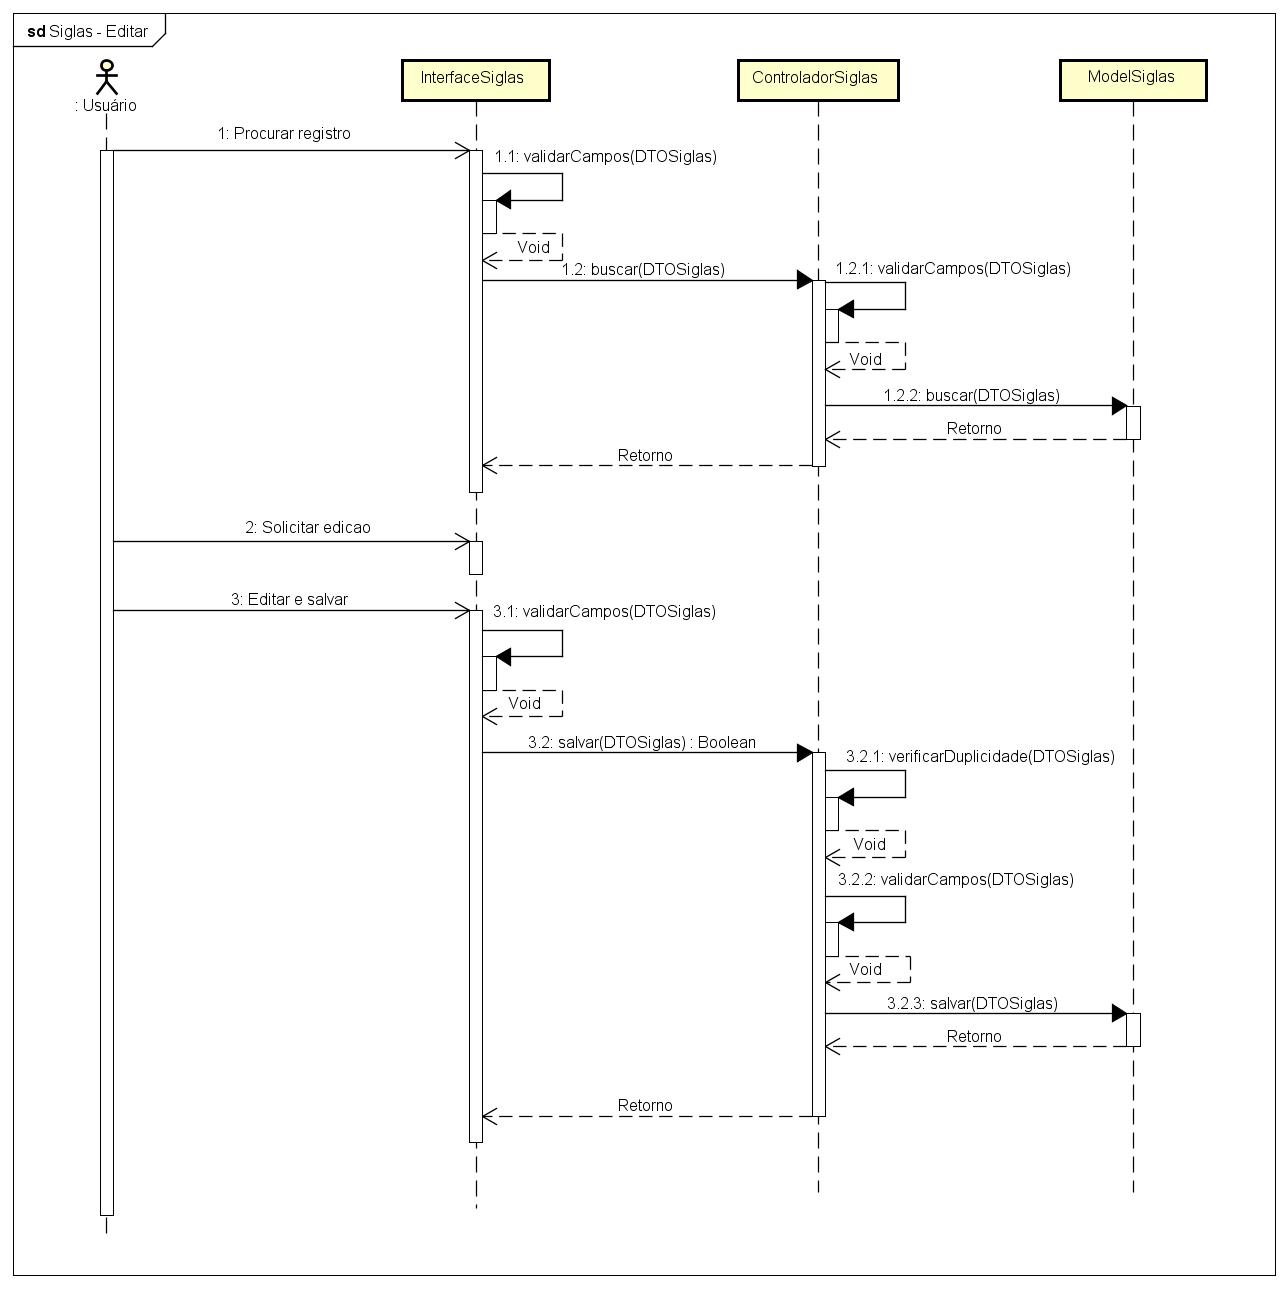 sd Siglas - Editar
: Usuário
InterfaceSiglas
ControladorSiglas
ModelSiglas
1: Procurar registro
1.1: validarCampos(DTOSiglas)
Void
1.2: buscar(DTOSiglas)
1.2.1: validarCampos(DTOSiglas)
Void
1.2.2: buscar(DTOSiglas)
Retorno
Retorno
2: Solicitar edicao
3: Editar e salvar
3.1: validarCampos(DTOSiglas)
Void
3.2: salvar(DTOSiglas) : Boolean
3.2.1: verificarDuplicidade(DTOSiglas)
Void
3.2.2: validarCampos(DTOSiglas)
Void
3.2.3: salvar(DTOSiglas)
Retorno
Retorno